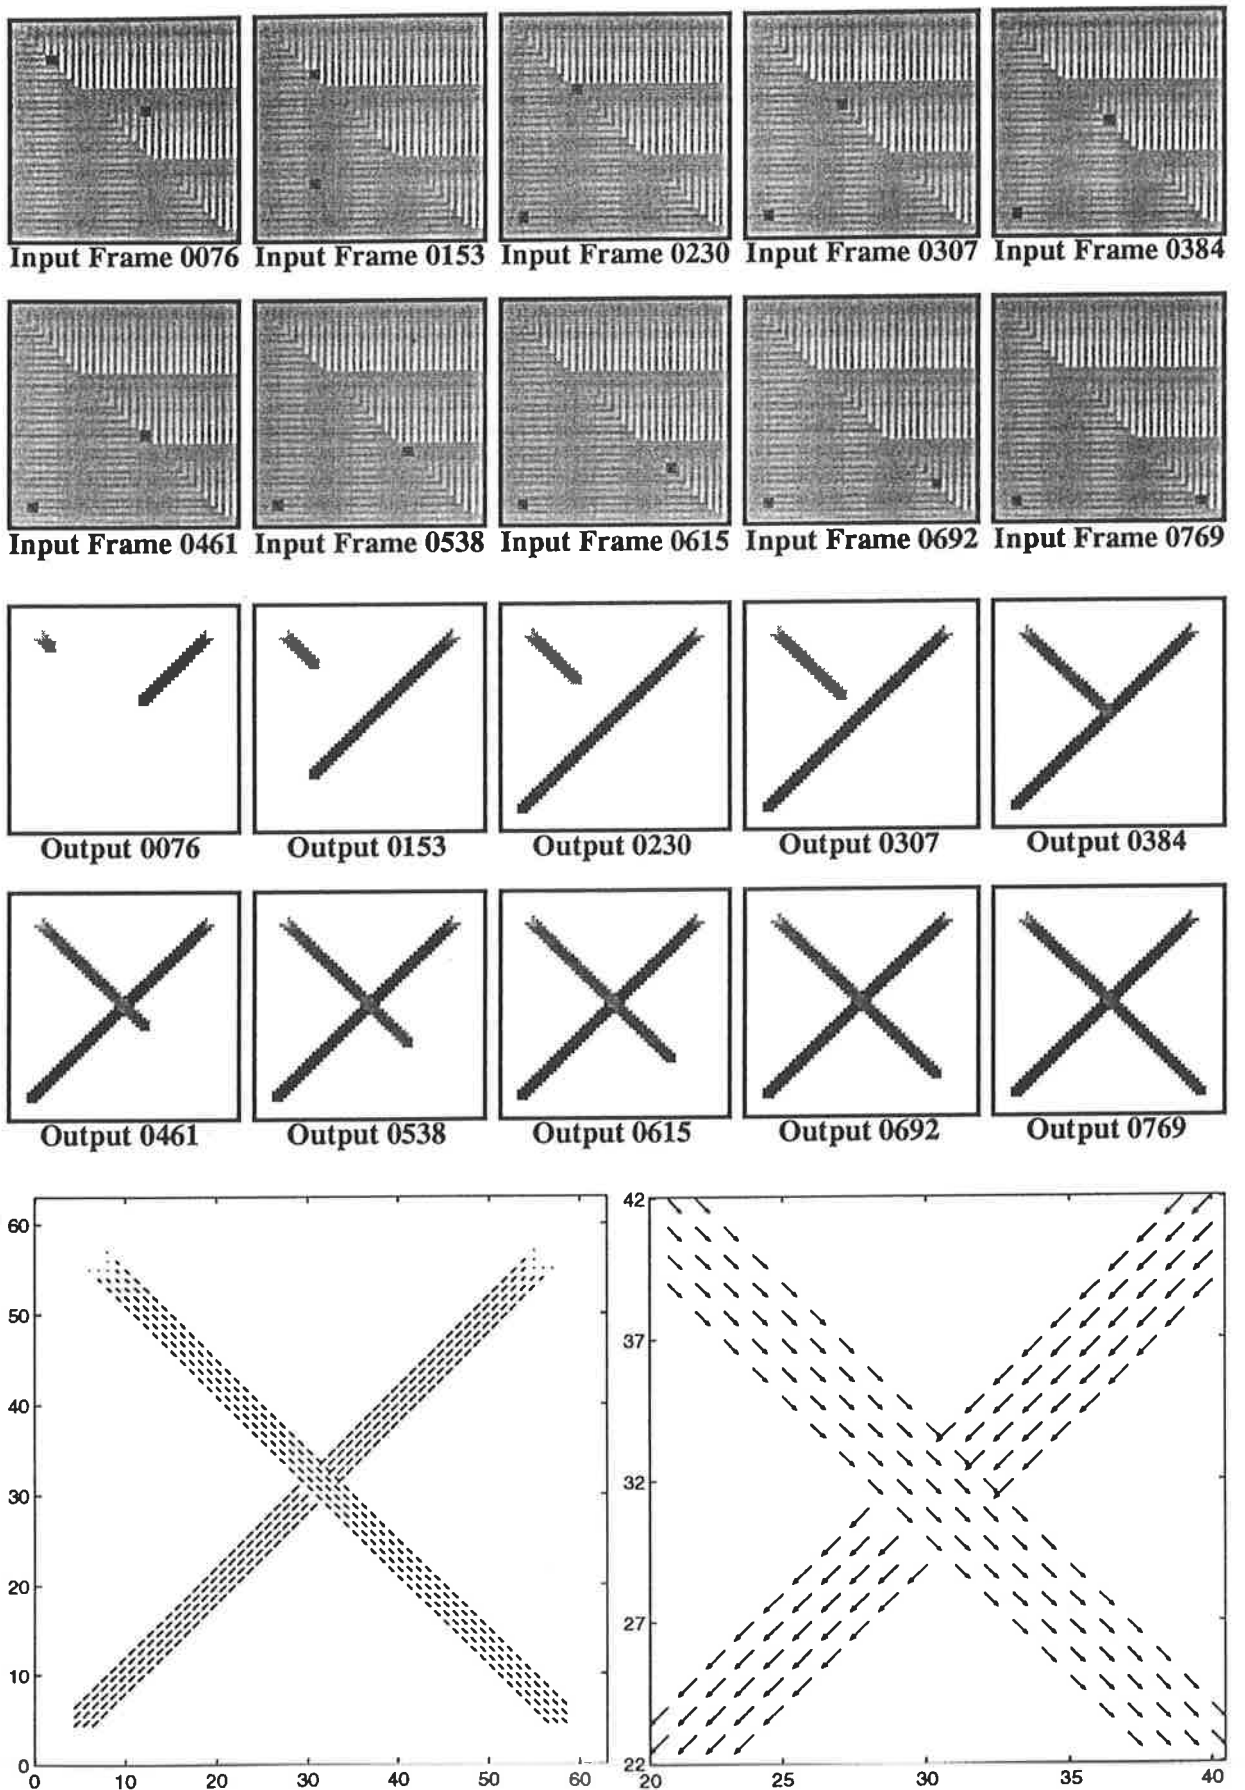 Input Frame 0076 Input Frame 0153 Input Frame 0230 Input Frame 0307 Input Frame 0384
Input Frame 0461 Input Frame 0538 Input Frame 0615 Input Frame 0692 Input Frame 0769
Output 0076 Output 0153 Output 0230 Output 0307 Output 0384
Output 0461 Output 0538 Output 0615 Output 0692 Output 0769
60
50
40
30
20
10
0
0 10 20 30 40 50 60
42
37
32
27
22
20 25 30 35 40